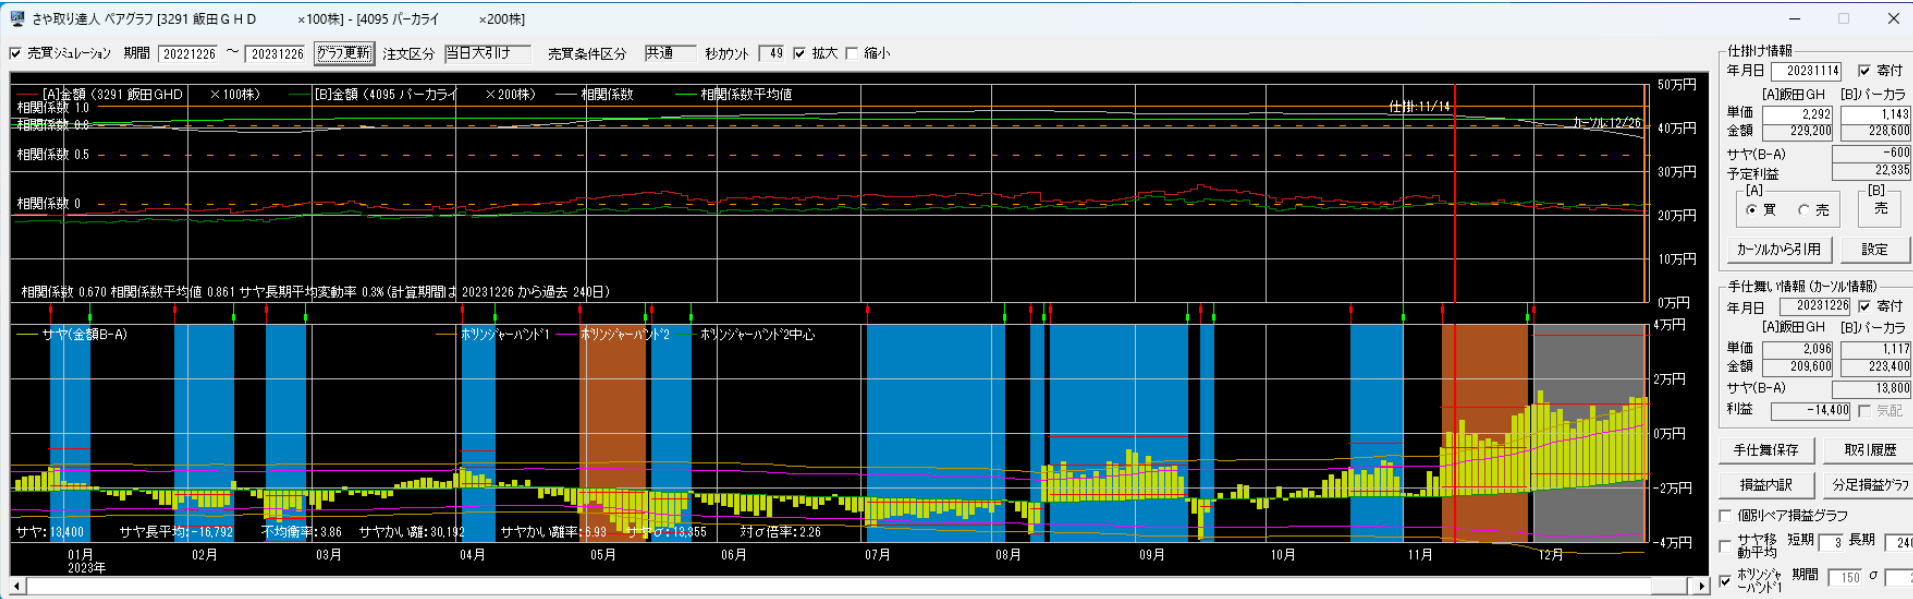 さや取り達人 ペアグラフ [3291 飯田ＧＨＤ ×100株] - [4095 パーカライ ×200株]
売買シミュレーション 期間 20221226 ～ 20231226 グラフ更新 注文区分 当日大引け 売買条件区分 共通 秒カウント 49 拡大 縮小
[A]金額 (3291 飯田GHD ×100株) [B]金額 (4095 パーカライ ×200株) 相関係数 相関係数平均値
50万円
相関係数 1.0
仕掛:11/14
相関係数 0.8
カーソル:12/26
40万円
相関係数 0.5
30万円
相関係数 0
20万円
10万円
相関係数 0.670 相関係数平均値 0.861 サヤ長期平均変動率 0.3% (計算期間は 20231226 から過去 240日)
0万円
サヤ(金額B-A) ボリンジャーバンド1 ボリンジャーバンド2 ボリンジャーバンド2中心
4万円
2万円
0万円
-2万円
サヤ:13,400 サヤ長平均:-16,792 不均衡率:3.86 サヤかい離:30,192 サヤかい離率:6.93 サヤσ:13,355 対σ倍率:2.26
-4万円
01月 02月 03月 04月 05月 06月 07月 08月 09月 10月 11月 12月
2023年
仕掛け情報
年月日 20231114 寄付
[A]飯田GH [B]パーカラ
単価 2,292 1,143
金額 229,200 228,600
サヤ(B-A) -600
予定利益 22,335
[A] [B]
買 売 売
カーソルから引用 設定
手仕舞い情報 (カーソル情報)
年月日 20231226 寄付
[A]飯田GH [B]パーカラ
単価 2,096 1,117
金額 209,600 223,400
サヤ(B-A) 13,800
利益 -14,400 気配
手仕舞保存 取引履歴
損益内訳 分足損益グラフ
個別ペア損益グラフ
サヤ移動平均 短期 3 長期 240
ボリンジャーバンド1 期間 150 σ